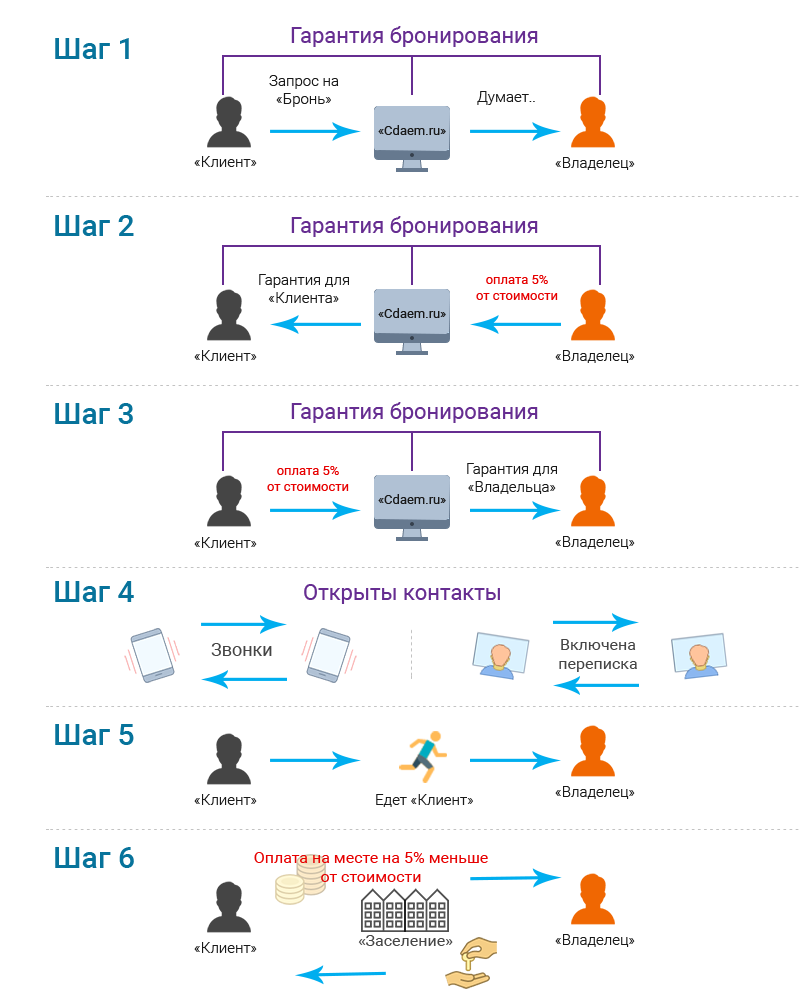 Шаг 1
Гарантия бронирования
Запрос на
«Бронь»
Думает..
«Cdaem.ru»
«Клиент»
«Владелец»
Шаг 2
Гарантия бронирования
Гарантия для
«Клиента»
оплата 5%
от стоимости
«Cdaem.ru»
«Клиент»
«Владелец»
Шаг 3
Гарантия бронирования
оплата 5%
от стоимости
Гарантия для
«Владельца»
«Cdaem.ru»
«Клиент»
«Владелец»
Шаг 4
Открыты контакты
Звонки
Включена
переписка
Шаг 5
«Клиент»
Едет «Клиент»
«Владелец»
Шаг 6
Оплата на месте на 5% меньше
от стоимости
«Клиент»
«Заселение»
«Владелец»